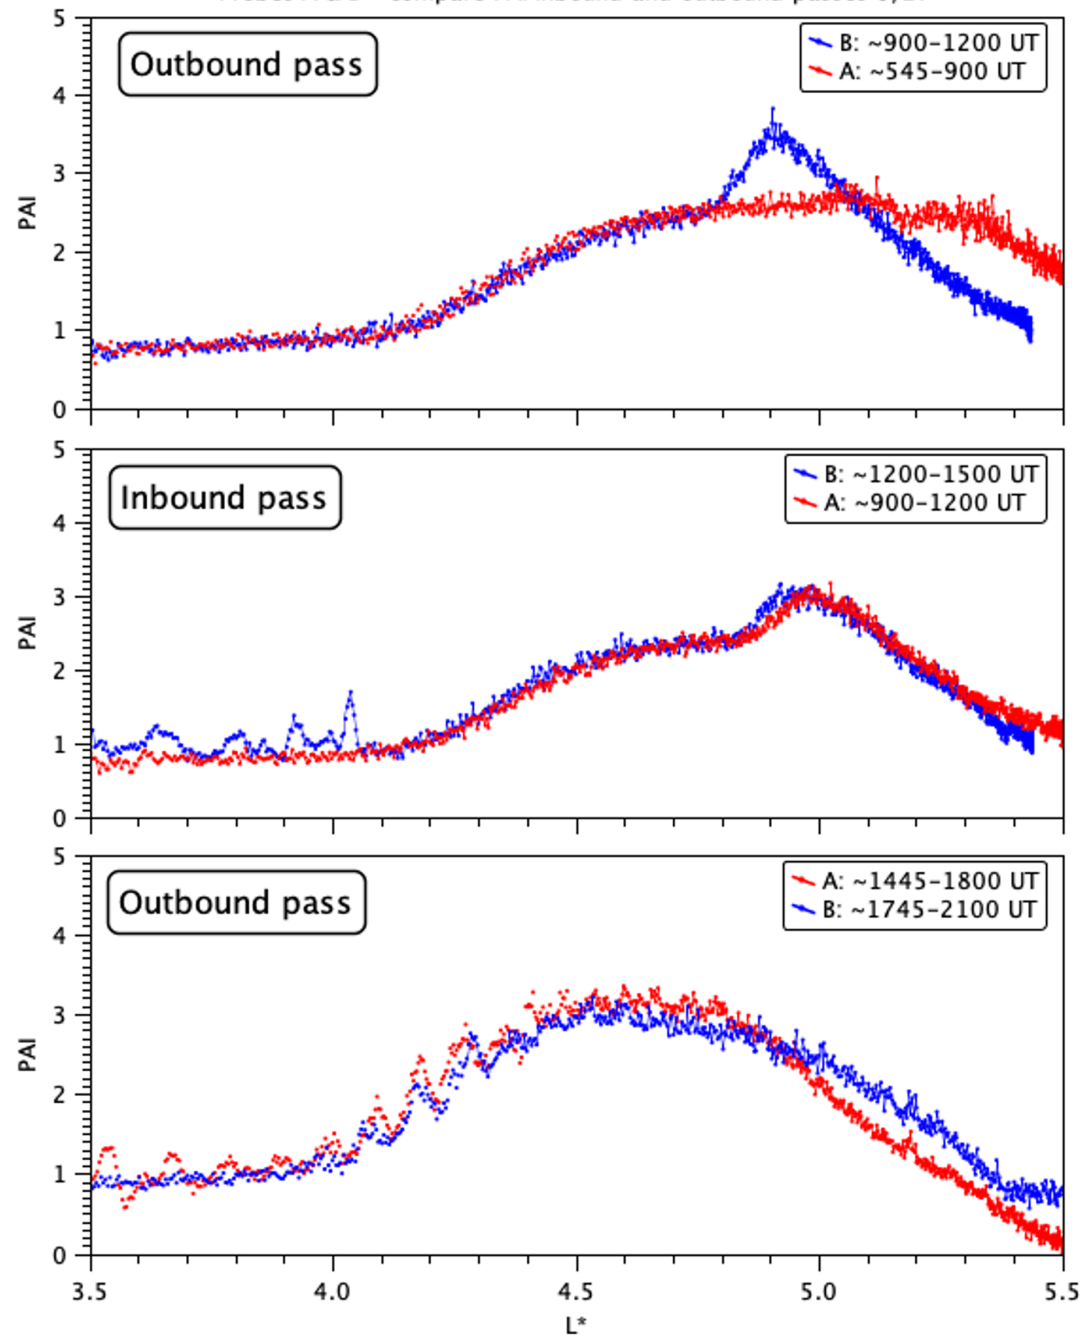 5
Outbound pass
B: ~900-1200 UT
A: ~545-900 UT
4
3
PAI
2
1
0
5
Inbound pass
B: ~1200-1500 UT
A: ~900-1200 UT
4
3
PAI
2
1
0
5
Outbound pass
A: ~1445-1800 UT
B: ~1745-2100 UT
4
3
PAI
2
1
0
3.5 4.0 4.5 5.0 5.5
L*